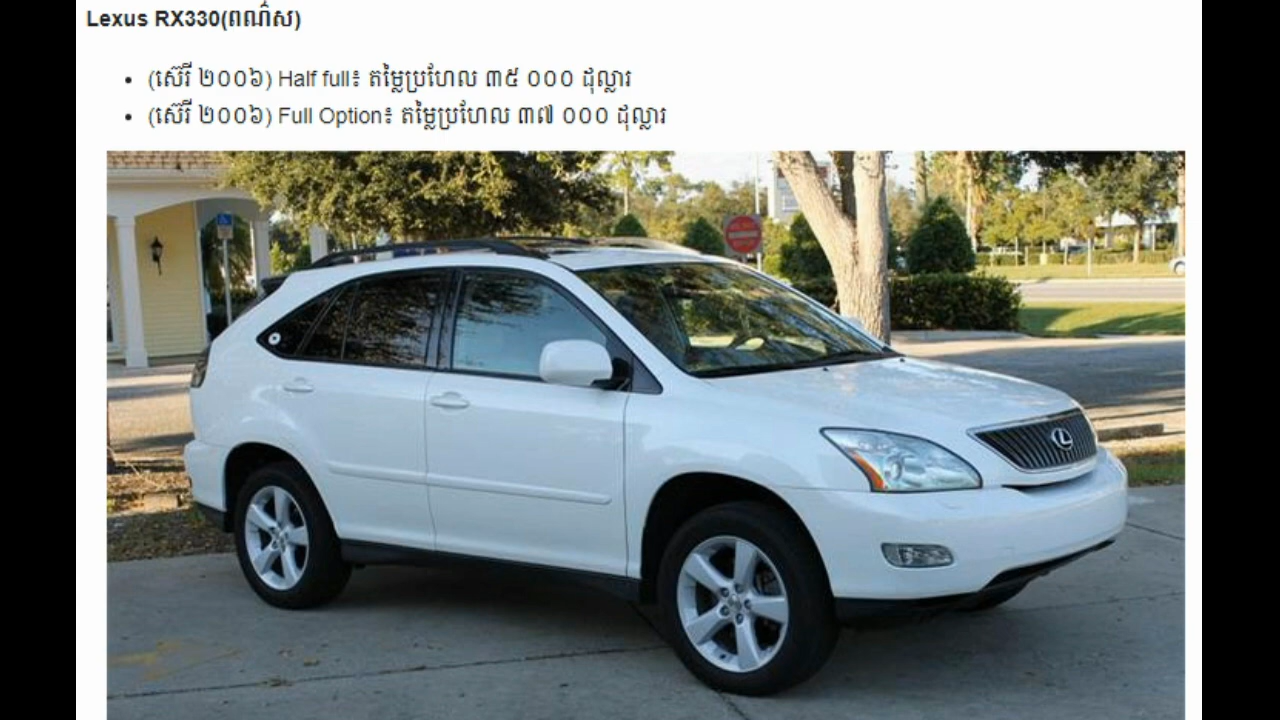 Lexus RX330(ពណ៌ស)
(ស៊េរី ២០០៦) Half full៖ តម្លៃប្រហែល ៣៥ ០០០ ដុល្លារ
(ស៊េរី ២០០៦) Full Option៖ តម្លៃប្រហែល ៣៧ ០០០ ដុល្លារ